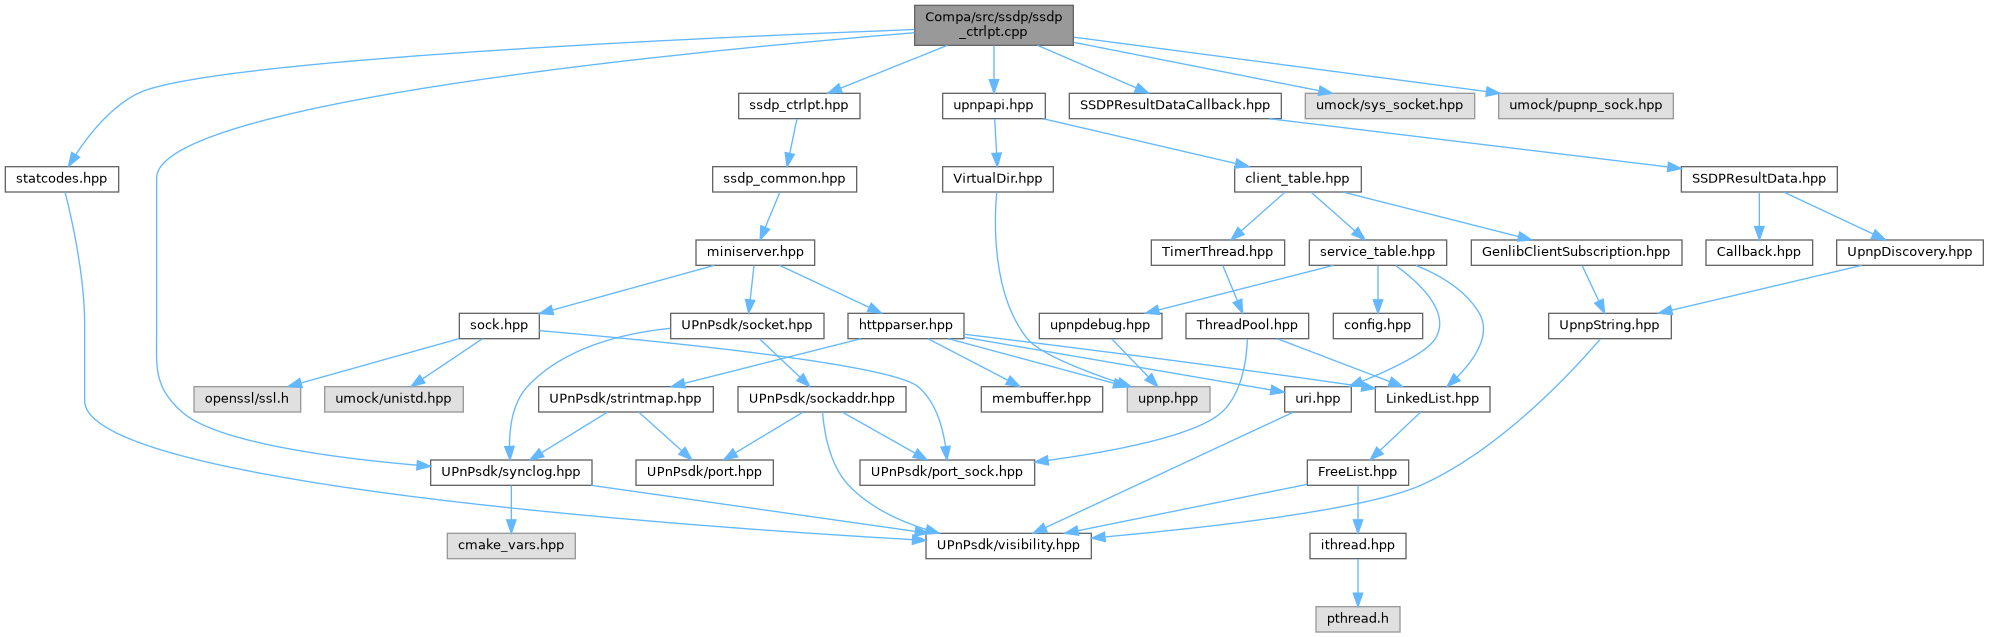 Compa/src/ssdp/ssdp
_ctrlpt.cpp
ssdp_ctrlpt.hpp
upnpapi.hpp
SSDPResultDataCallback.hpp
umock/sys_socket.hpp
umock/pupnp_sock.hpp
statcodes.hpp
ssdp_common.hpp
VirtualDir.hpp
client_table.hpp
SSDPResultData.hpp
miniserver.hpp
TimerThread.hpp
service_table.hpp
GenlibClientSubscription.hpp
Callback.hpp
UpnpDiscovery.hpp
sock.hpp
UPnPsdk/socket.hpp
httpparser.hpp
upnpdebug.hpp
ThreadPool.hpp
config.hpp
UpnpString.hpp
openssl/ssl.h
umock/unistd.hpp
UPnPsdk/strintmap.hpp
UPnPsdk/sockaddr.hpp
membuffer.hpp
upnp.hpp
uri.hpp
LinkedList.hpp
UPnPsdk/synclog.hpp
UPnPsdk/port.hpp
UPnPsdk/port_sock.hpp
FreeList.hpp
cmake_vars.hpp
UPnPsdk/visibility.hpp
ithread.hpp
pthread.h